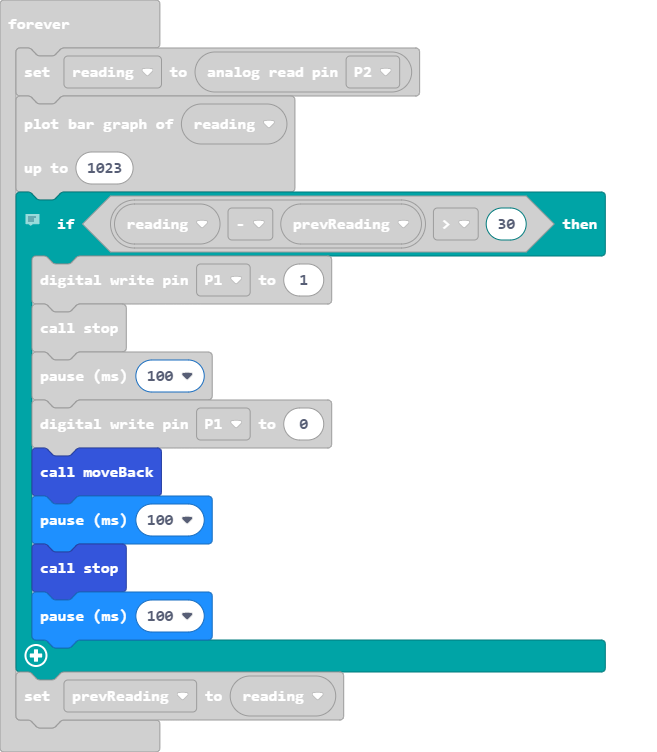 forever
set reading to analog read pin P2
plot bar graph of reading
up to 1023
if reading - prevReading > 30 then
digital write pin P1 to 1
call stop
pause (ms) 100
digital write pin P1 to 0
call moveBack
pause (ms) 100
call stop
pause (ms) 100
set prevReading to reading